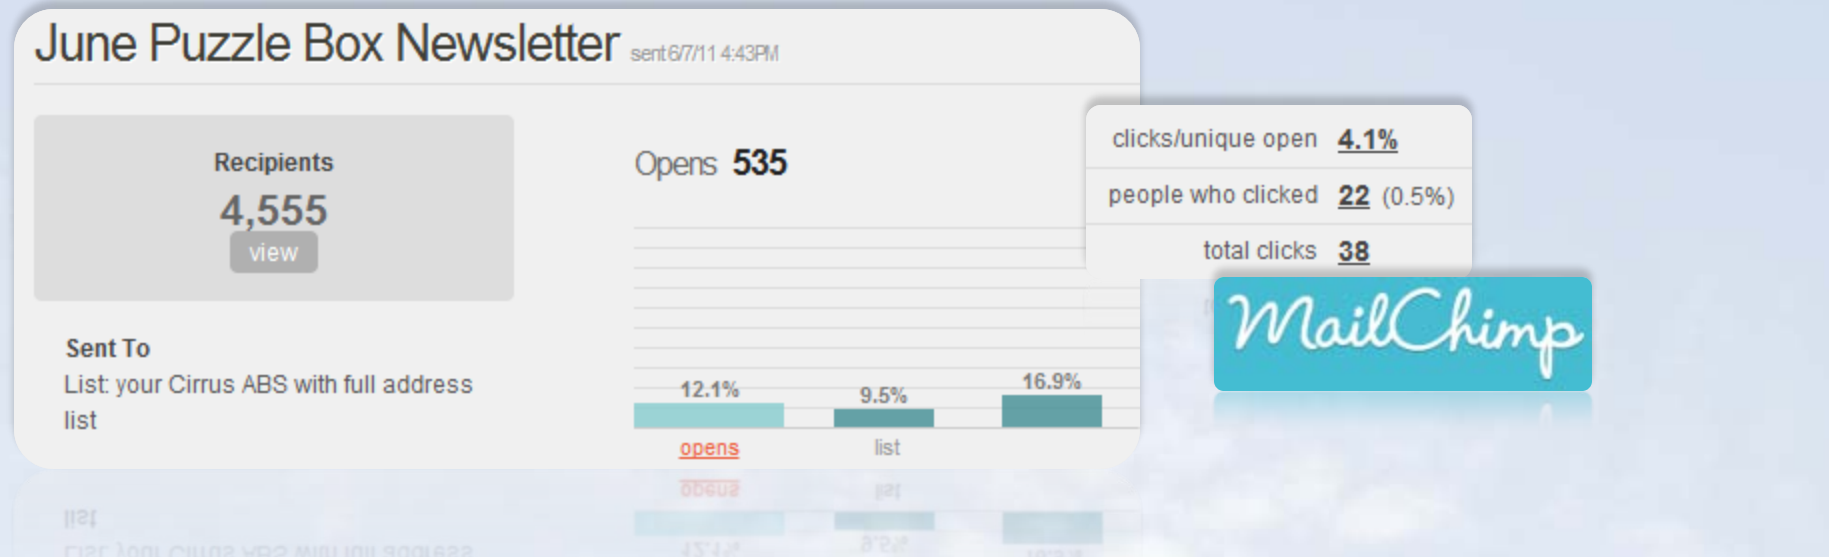 June Puzzle Box Newsletter sent 6/7/11 4:43PM
Recipients
4,555
view
Sent To
List: your Cirrus ABS with full address
list
Opens 535
12.1%
9.5%
16.9%
opens
list
clicks/unique open 4.1%
people who clicked 22 (0.5%)
total clicks 38
MailChimp